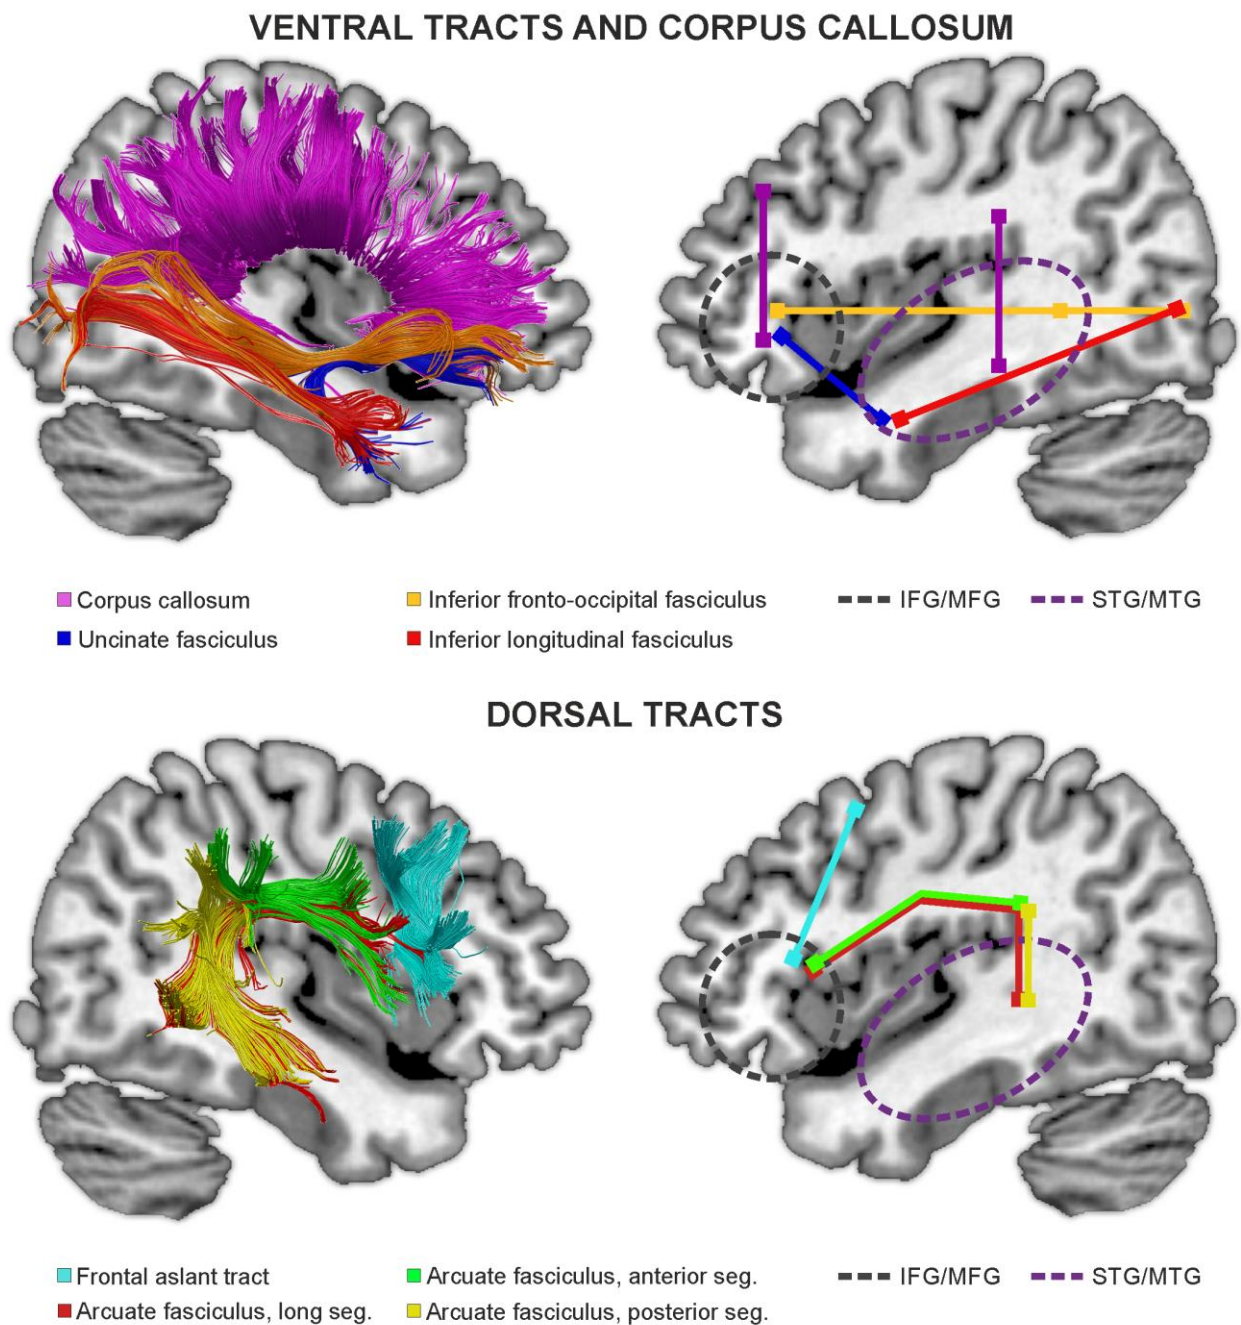 VENTRAL TRACTS AND CORPUS CALLOSUM
Corpus callosum
Inferior fronto-occipital fasciculus
IFG/MFG
STG/MTG
Uncinate fasciculus
Inferior longitudinal fasciculus
DORSAL TRACTS
Frontal aslant tract
Arcuate fasciculus, anterior seg.
IFG/MFG
STG/MTG
Arcuate fasciculus, long seg.
Arcuate fasciculus, posterior seg.